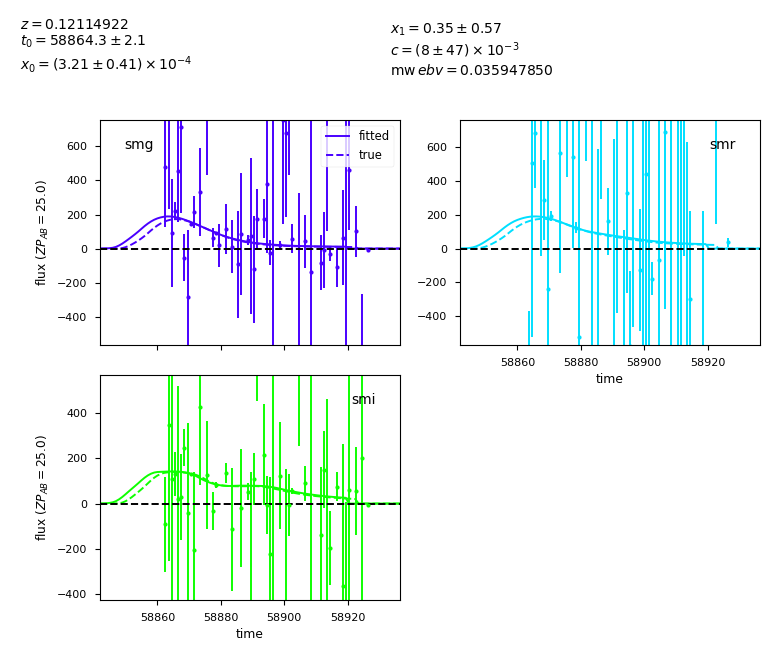 z = 0.12114922
t₀ = 58864.3 ± 2.1
x₀ = (3.21 ± 0.41) × 10⁻⁴
x₁ = 0.35 ± 0.57
c = (8 ± 47) × 10⁻³
mw ebv = 0.035947850
smg
fitted
true
600
400
200
0
−200
−400
flux (ZP_AB = 25.0)
smr
600
400
200
0
−200
−400
58860 58880 58900 58920
time
smi
400
200
0
−200
−400
flux (ZP_AB = 25.0)
58860 58880 58900 58920
time